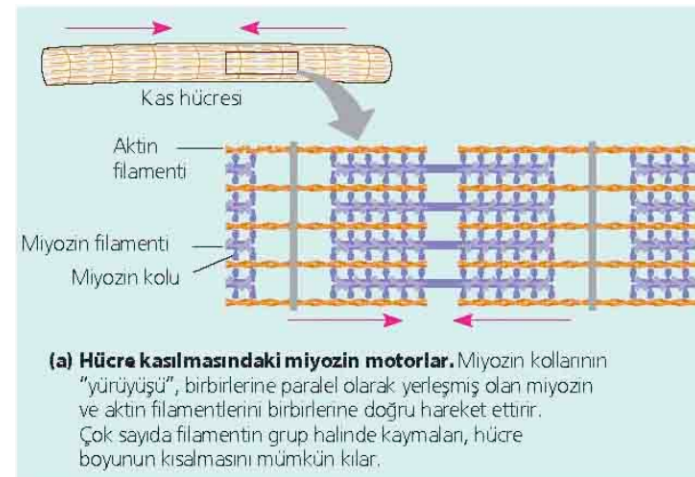 Kas hücresi
Aktin
filamenti
Miyozin filamenti
Miyozin kolu
(a) Hücre kasılmasındaki miyozin motorlar. Miyozin kollarının
"yürüyüşü", birbirlerine paralel olarak yerleşmiş olan miyozin
ve aktin filamentlerini birbirlerine doğru hareket ettirir.
Çok sayıda filamentin grup halinde kaymaları, hücre
boyunun kısalmasını mümkün kılar.